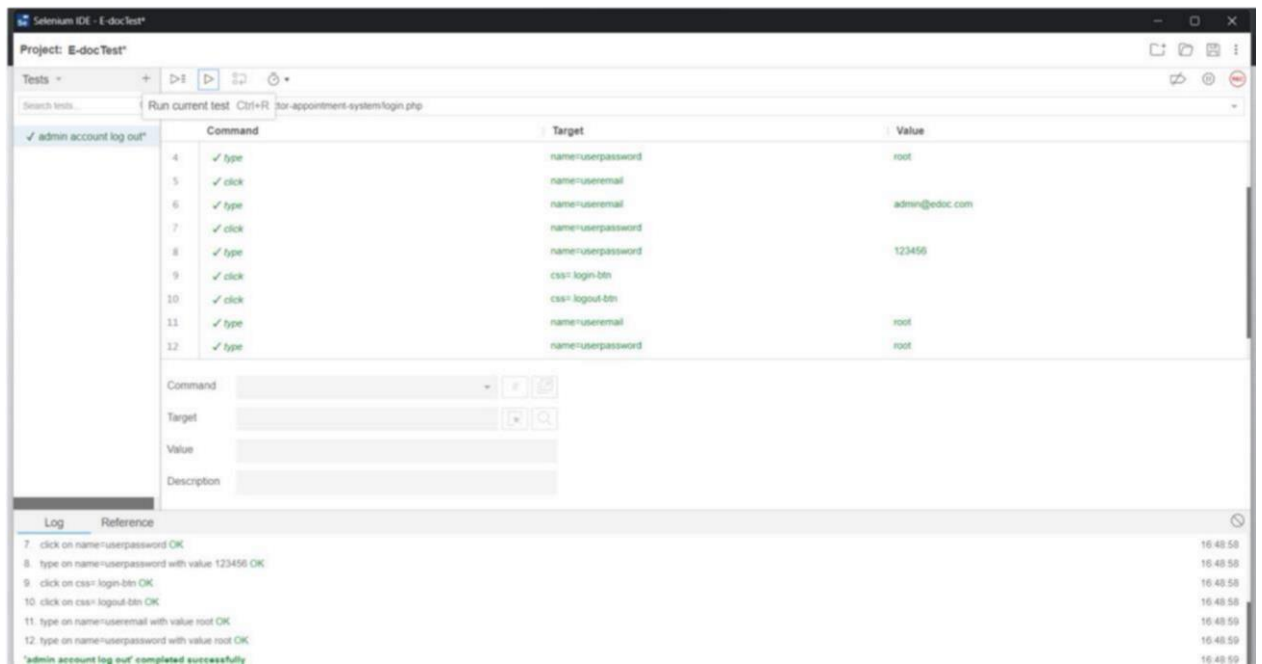 Selenium IDE - E-docTest*
Project: E-docTest*
Tests
Search tests...
Run current test Ctrl+R
tor-appointment-system/login.php
✓ admin account log out*
Command Target Value
4 ✓ type name=userpassword root
5 ✓ click name=useremail
6 ✓ type name=useremail admin@edoc.com
7 ✓ click name=userpassword
8 ✓ type name=userpassword 123456
9 ✓ click css=.login-btn
10 ✓ click css=.logout-btn
11 ✓ type name=useremail root
12 ✓ type name=userpassword root
Command
Target
Value
Description
Log Reference
7. click on name=userpassword OK 16:48:58
8. type on name=userpassword with value 123456 OK 16:48:58
9. click on css=.login-btn OK 16:48:58
10. click on css=.logout-btn OK 16:48:58
11. type on name=useremail with value root OK 16:48:59
12. type on name=userpassword with value root OK 16:48:59
'admin account log out' completed successfully 16:48:59